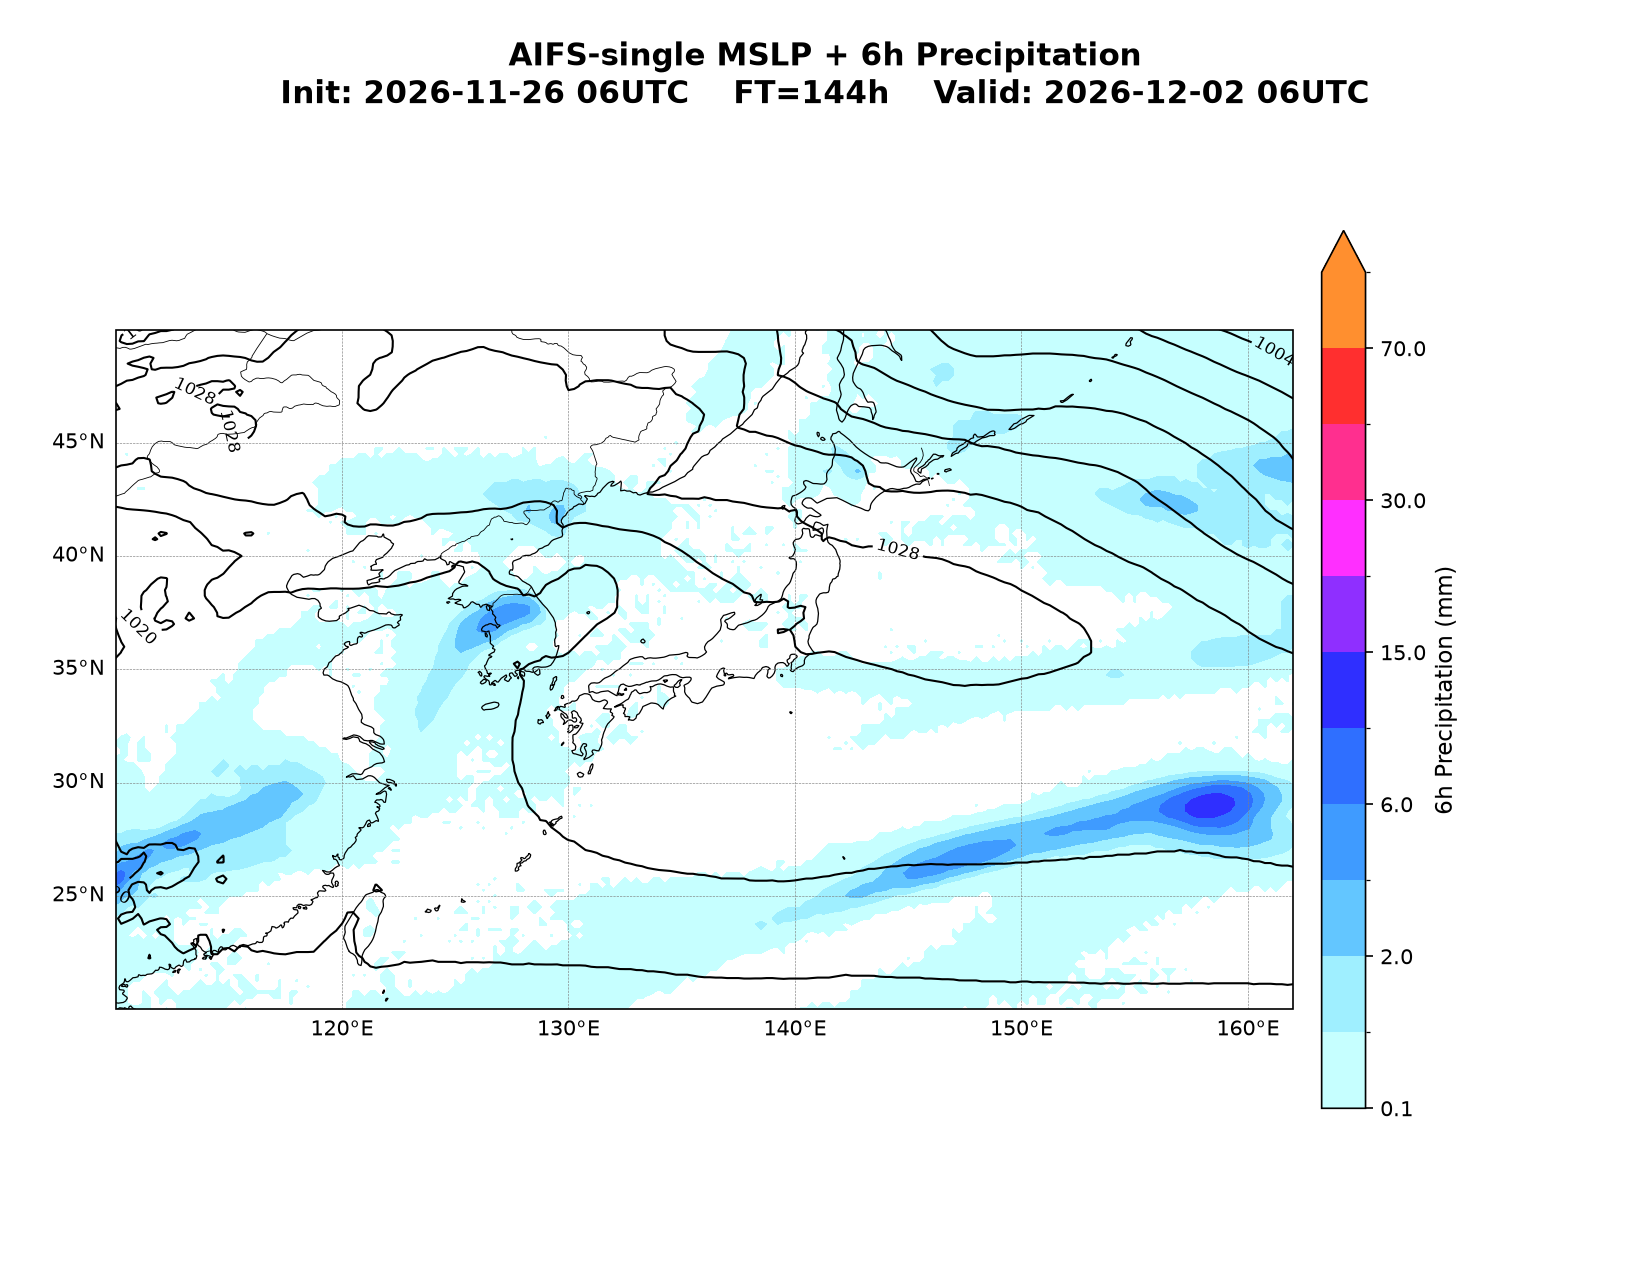 AIFS-single MSLP + 6h Precipitation
Init: 2026-11-26 06UTC    FT=144h    Valid: 2026-12-02 06UTC
1004
1028
1028
1028
1020
45°N
40°N
35°N
30°N
25°N
120°E
130°E
140°E
150°E
160°E
70.0
30.0
15.0
6.0
2.0
0.1
6h Precipitation (mm)